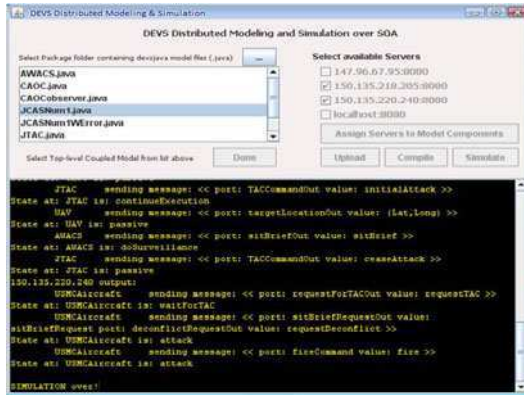 DEVS Distributed Modeling & Simulation
DEVS Distributed Modeling and Simulation over SOA
Select Package folder containing devsjava model files (.java)
...
Select available Servers
AWACS.java
CAOC.java
CAOCobserver.java
JCASNum1.java
JCASNum1WError.java
JTAC.java
147.96.67.95:8080
150.135.218.205:8080
150.135.220.240:8080
localhost:8080
Assign Servers to Model Components
Select Top-level Coupled Model from list above
Done
Upload
Compile
Simulate
JTAC sending message: << port: TACCommandOut value: initialAttack >>
State at: JTAC is: continueExecution
UAV sending message: << port: targetLocationOut value: (Lat,Long) >>
State at: UAV is: passive
AWACS sending message: << port: sitBriefOut value: sitBrief >>
State at: AWACS is: doSurveillance
JTAC sending message: << port: TACCommandOut value: ceaseAttack >>
State at: JTAC is: passive
150.135.220.240 output:
USMCAircraft sending message: << port: requestForTACOut value: requestTAC >>
State at: USMCAircraft is: waitForTAC
USMCAircraft sending message: << port: sitBriefRequestOut value:
sitBriefRequest port: deconflictRequestOut value: requestDeconflict >>
State at: USMCAircraft is: attack
USMCAircraft sending message: << port: fireCommand value: fire >>
State at: USMCAircraft is: attack
SIMULATION over!